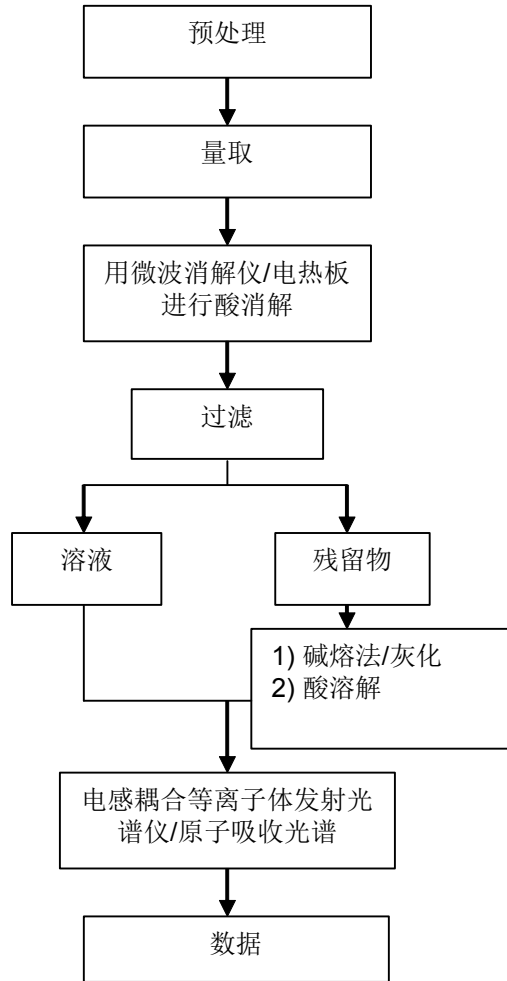 预处理
量取
用微波消解仪/电热板
进行酸消解
过滤
溶液
残留物
1) 碱熔法/灰化
2) 酸溶解
电感耦合等离子体发射光
谱仪/原子吸收光谱
数据